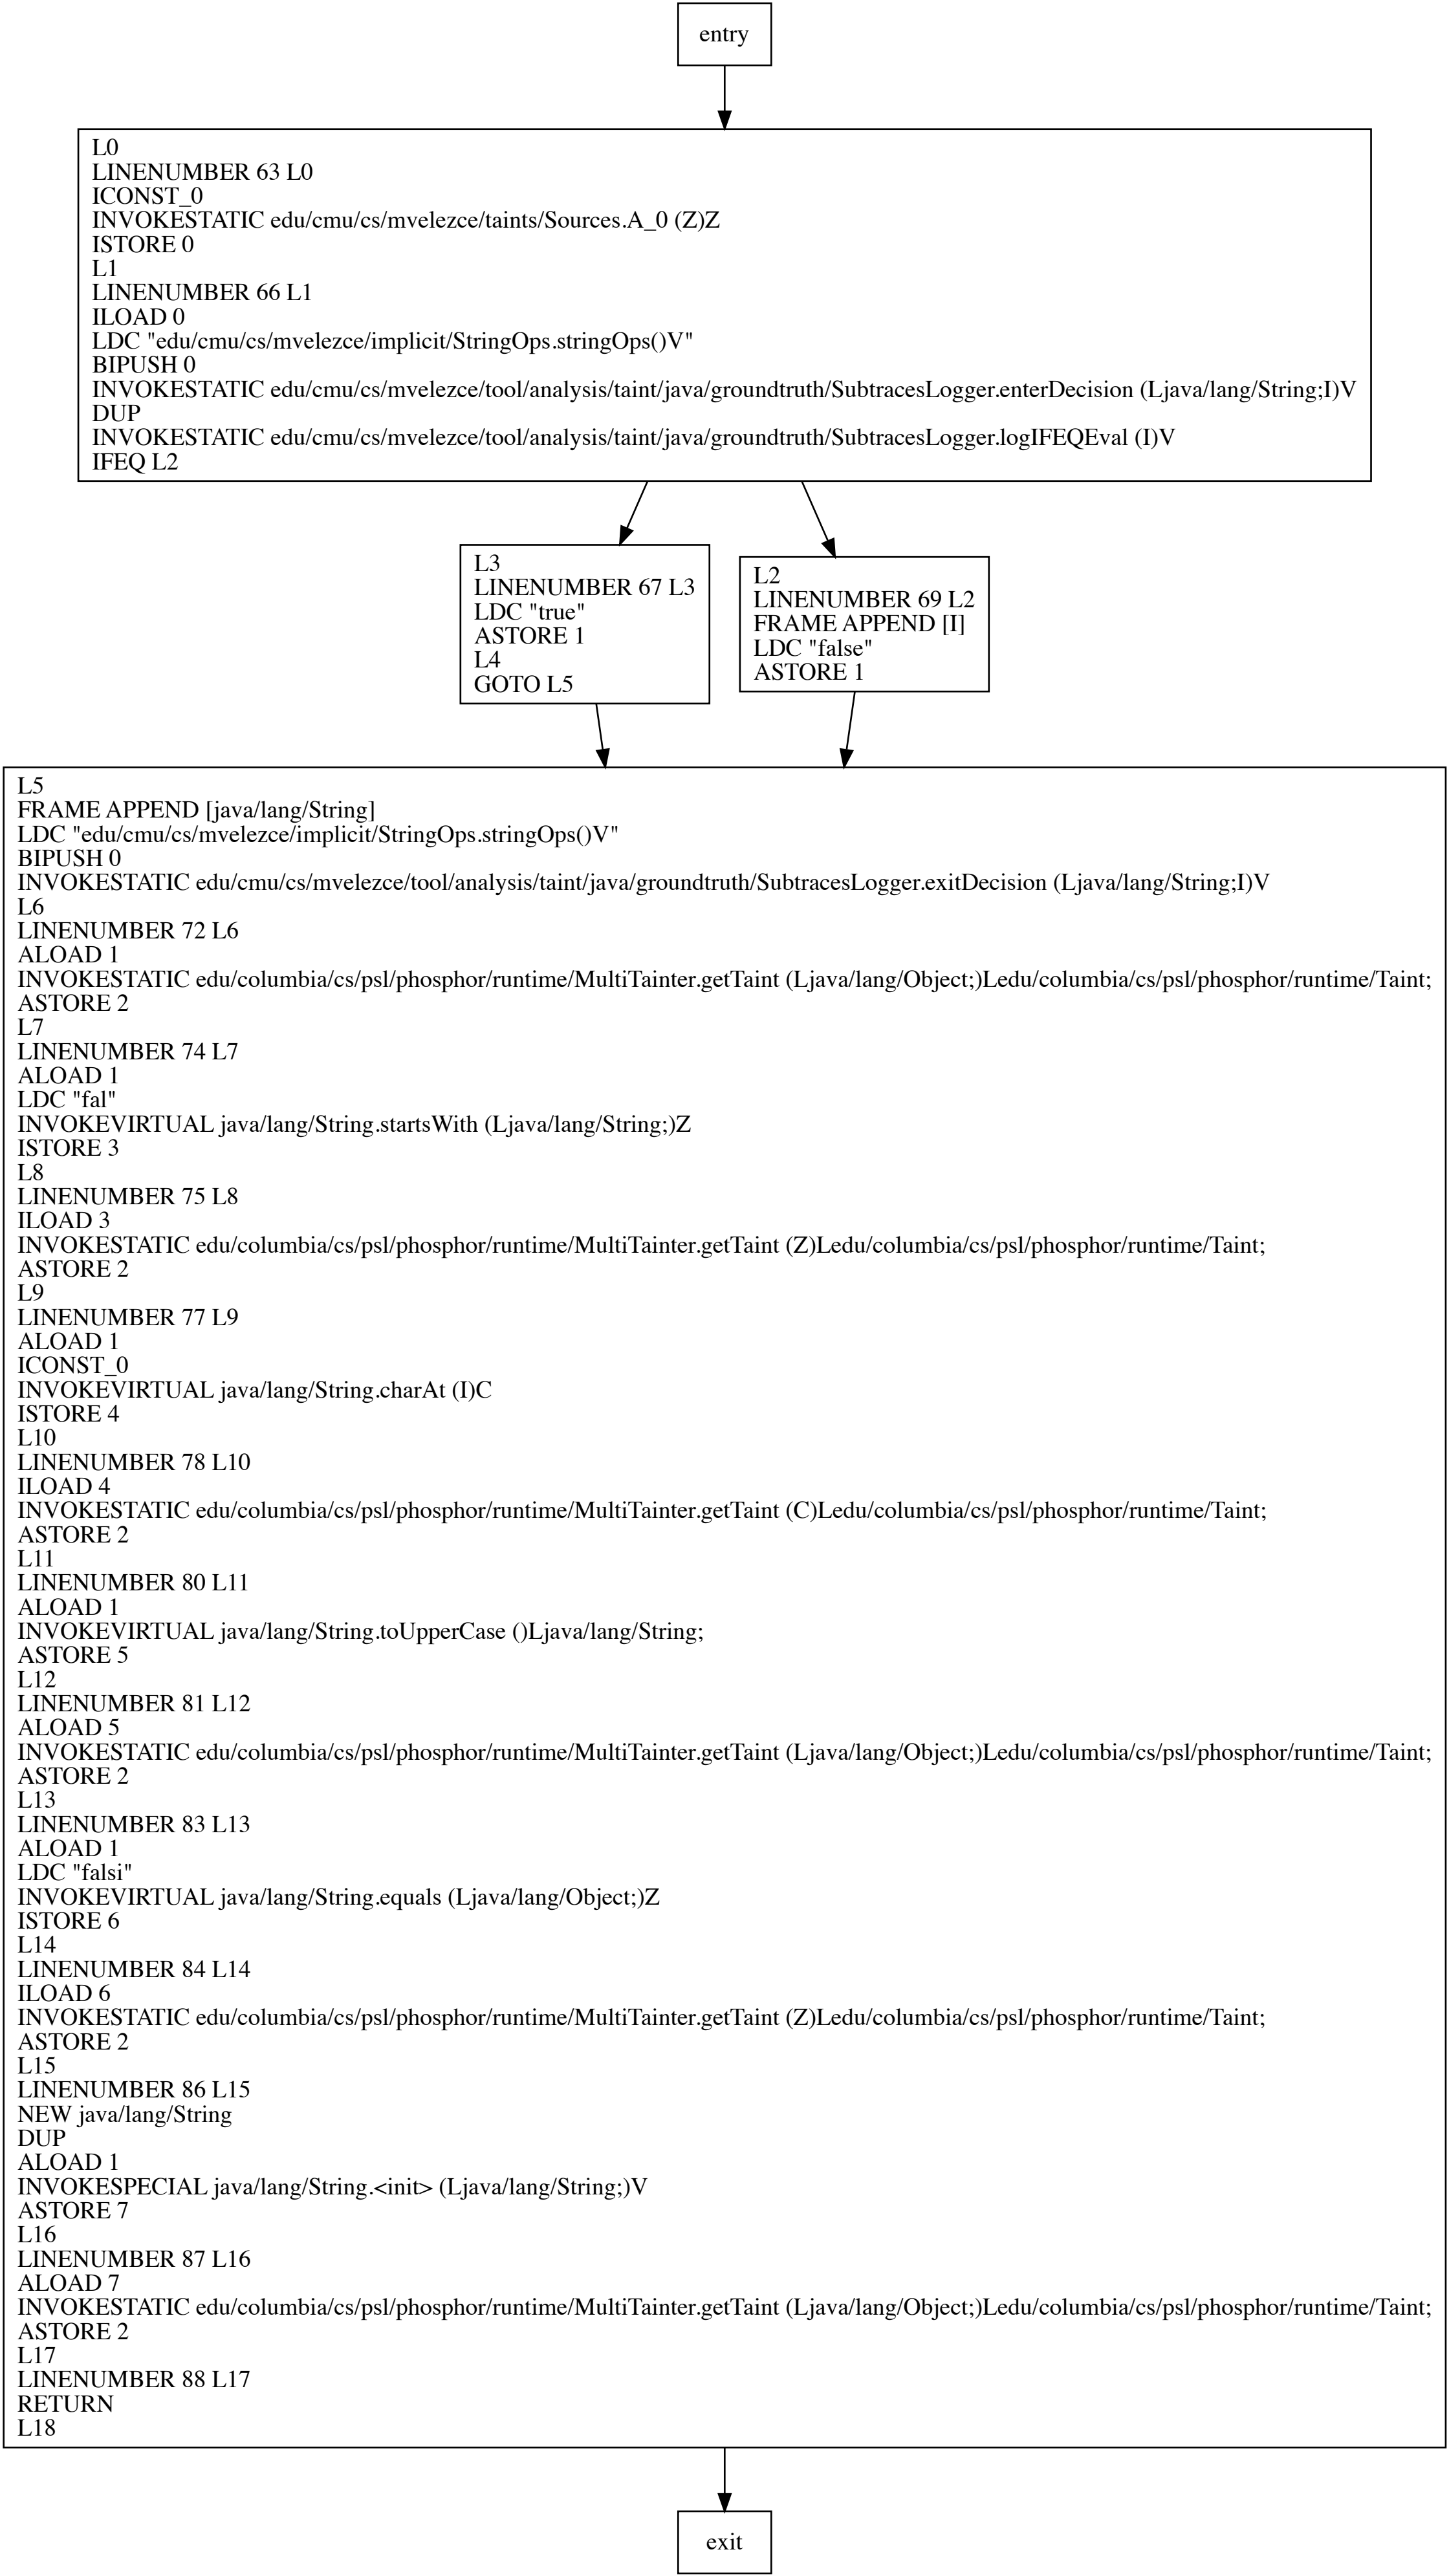 entry
L0
LINENUMBER 63 L0
ICONST_0
INVOKESTATIC edu/cmu/cs/mvelezce/taints/Sources.A_0 (Z)Z
ISTORE 0
L1
LINENUMBER 66 L1
ILOAD 0
LDC "edu/cmu/cs/mvelezce/implicit/StringOps.stringOps()V"
BIPUSH 0
INVOKESTATIC edu/cmu/cs/mvelezce/tool/analysis/taint/java/groundtruth/SubtracesLogger.enterDecision (Ljava/lang/String;I)V
DUP
INVOKESTATIC edu/cmu/cs/mvelezce/tool/analysis/taint/java/groundtruth/SubtracesLogger.logIFEQEval (I)V
IFEQ L2
L3
LINENUMBER 67 L3
LDC "true"
ASTORE 1
L4
GOTO L5
L2
LINENUMBER 69 L2
FRAME APPEND [I]
LDC "false"
ASTORE 1
L5
FRAME APPEND [java/lang/String]
LDC "edu/cmu/cs/mvelezce/implicit/StringOps.stringOps()V"
BIPUSH 0
INVOKESTATIC edu/cmu/cs/mvelezce/tool/analysis/taint/java/groundtruth/SubtracesLogger.exitDecision (Ljava/lang/String;I)V
L6
LINENUMBER 72 L6
ALOAD 1
INVOKESTATIC edu/columbia/cs/psl/phosphor/runtime/MultiTainter.getTaint (Ljava/lang/Object;)Ledu/columbia/cs/psl/phosphor/runtime/Taint;
ASTORE 2
L7
LINENUMBER 74 L7
ALOAD 1
LDC "fal"
INVOKEVIRTUAL java/lang/String.startsWith (Ljava/lang/String;)Z
ISTORE 3
L8
LINENUMBER 75 L8
ILOAD 3
INVOKESTATIC edu/columbia/cs/psl/phosphor/runtime/MultiTainter.getTaint (Z)Ledu/columbia/cs/psl/phosphor/runtime/Taint;
ASTORE 2
L9
LINENUMBER 77 L9
ALOAD 1
ICONST_0
INVOKEVIRTUAL java/lang/String.charAt (I)C
ISTORE 4
L10
LINENUMBER 78 L10
ILOAD 4
INVOKESTATIC edu/columbia/cs/psl/phosphor/runtime/MultiTainter.getTaint (C)Ledu/columbia/cs/psl/phosphor/runtime/Taint;
ASTORE 2
L11
LINENUMBER 80 L11
ALOAD 1
INVOKEVIRTUAL java/lang/String.toUpperCase ()Ljava/lang/String;
ASTORE 5
L12
LINENUMBER 81 L12
ALOAD 5
INVOKESTATIC edu/columbia/cs/psl/phosphor/runtime/MultiTainter.getTaint (Ljava/lang/Object;)Ledu/columbia/cs/psl/phosphor/runtime/Taint;
ASTORE 2
L13
LINENUMBER 83 L13
ALOAD 1
LDC "falsi"
INVOKEVIRTUAL java/lang/String.equals (Ljava/lang/Object;)Z
ISTORE 6
L14
LINENUMBER 84 L14
ILOAD 6
INVOKESTATIC edu/columbia/cs/psl/phosphor/runtime/MultiTainter.getTaint (Z)Ledu/columbia/cs/psl/phosphor/runtime/Taint;
ASTORE 2
L15
LINENUMBER 86 L15
NEW java/lang/String
DUP
ALOAD 1
INVOKESPECIAL java/lang/String.<init> (Ljava/lang/String;)V
ASTORE 7
L16
LINENUMBER 87 L16
ALOAD 7
INVOKESTATIC edu/columbia/cs/psl/phosphor/runtime/MultiTainter.getTaint (Ljava/lang/Object;)Ledu/columbia/cs/psl/phosphor/runtime/Taint;
ASTORE 2
L17
LINENUMBER 88 L17
RETURN
L18
exit